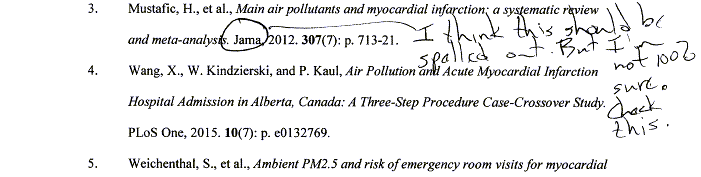 3. Mustafic, H., et al., Main air pollutants and myocardial infarction: a systematic review
and meta-analysis. Jama, 2012. 307(7): p. 713-21.
I think this should be
spelled out. But I'm
not 100%
sure.
Check
this.
4. Wang, X., W. Kindzierski, and P. Kaul, Air Pollution and Acute Myocardial Infarction
Hospital Admission in Alberta, Canada: A Three-Step Procedure Case-Crossover Study.
PLoS One, 2015. 10(7): p. e0132769.
5. Weichenthal, S., et al., Ambient PM2.5 and risk of emergency room visits for myocardial